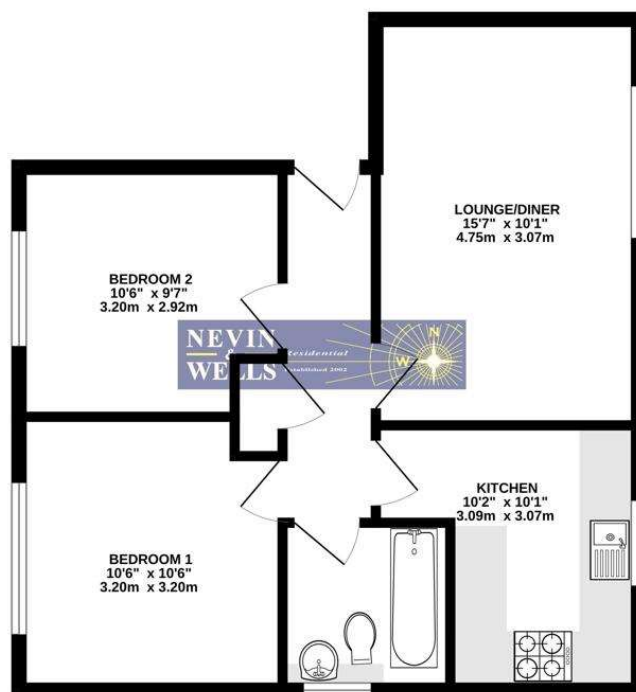 LOUNGE/DINER
15'7" x 10'1"
4.75m x 3.07m
BEDROOM 2
10'6" x 9'7"
3.20m x 2.92m
NEVIN
&
WELLS
Residential
Established 2002
N
W
KITCHEN
10'2" x 10'1"
3.09m x 3.07m
BEDROOM 1
10'6" x 10'6"
3.20m x 3.20m